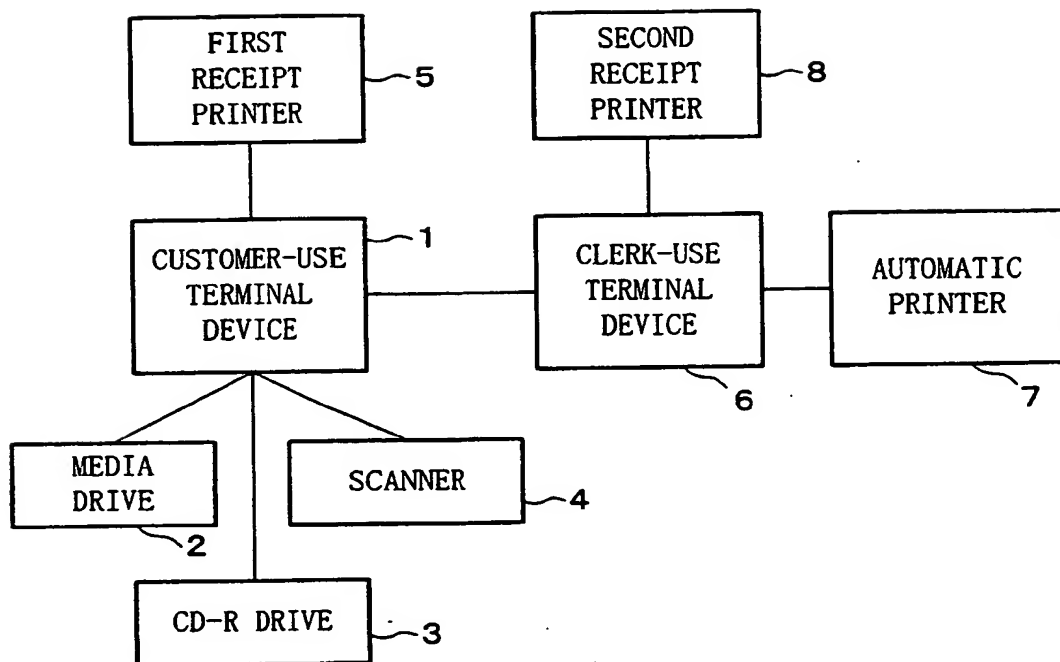 FIRST
RECEIPT
PRINTER
5
SECOND
RECEIPT
PRINTER
8
CUSTOMER-USE
TERMINAL
DEVICE
1
CLERK-USE
TERMINAL
DEVICE
6
AUTOMATIC
PRINTER
7
MEDIA
DRIVE
2
SCANNER
4
CD-R DRIVE
3